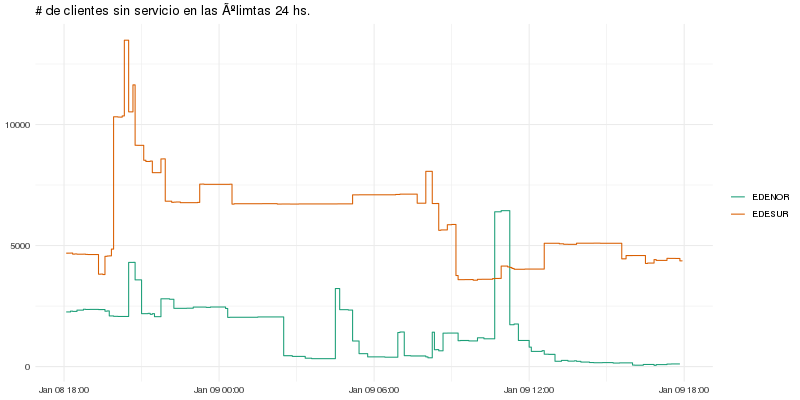 # de clientes sin servicio en las Ãºlimtas 24 hs.
10000
5000
0
Jan 08 18:00
Jan 09 00:00
Jan 09 06:00
Jan 09 12:00
Jan 09 18:00
EDENOR
EDESUR